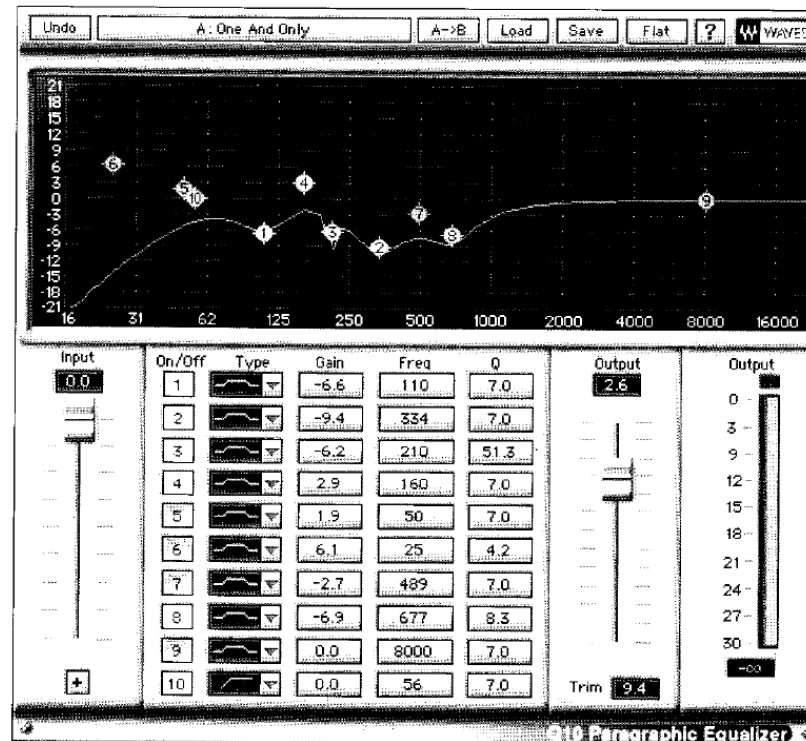 Undo A: One And Only A->B Load Save Flat ? WAVES
21
18
15
12
9
6
3
0
-3
-6
-9
-12
-15
-18
-21
6
5
10
4
1
3
2
7
8
9
16 31 62 125 250 500 1000 2000 4000 8000 16000
Input On/Off Type Gain Freq Q Output Output
0.0 2.6
1 -6.6 110 7.0
2 -9.4 334 7.0
3 -6.2 210 51.3
4 2.9 160 7.0
5 1.9 50 7.0
6 6.1 25 4.2
7 -2.7 489 7.0
8 -6.9 677 8.3
9 0.0 8000 7.0
10 0.0 56 7.0
0
3
9
12
15
18
21
24
27
30
-∞
+
Trim 9.4
Q10 Paragraphic Equalizer